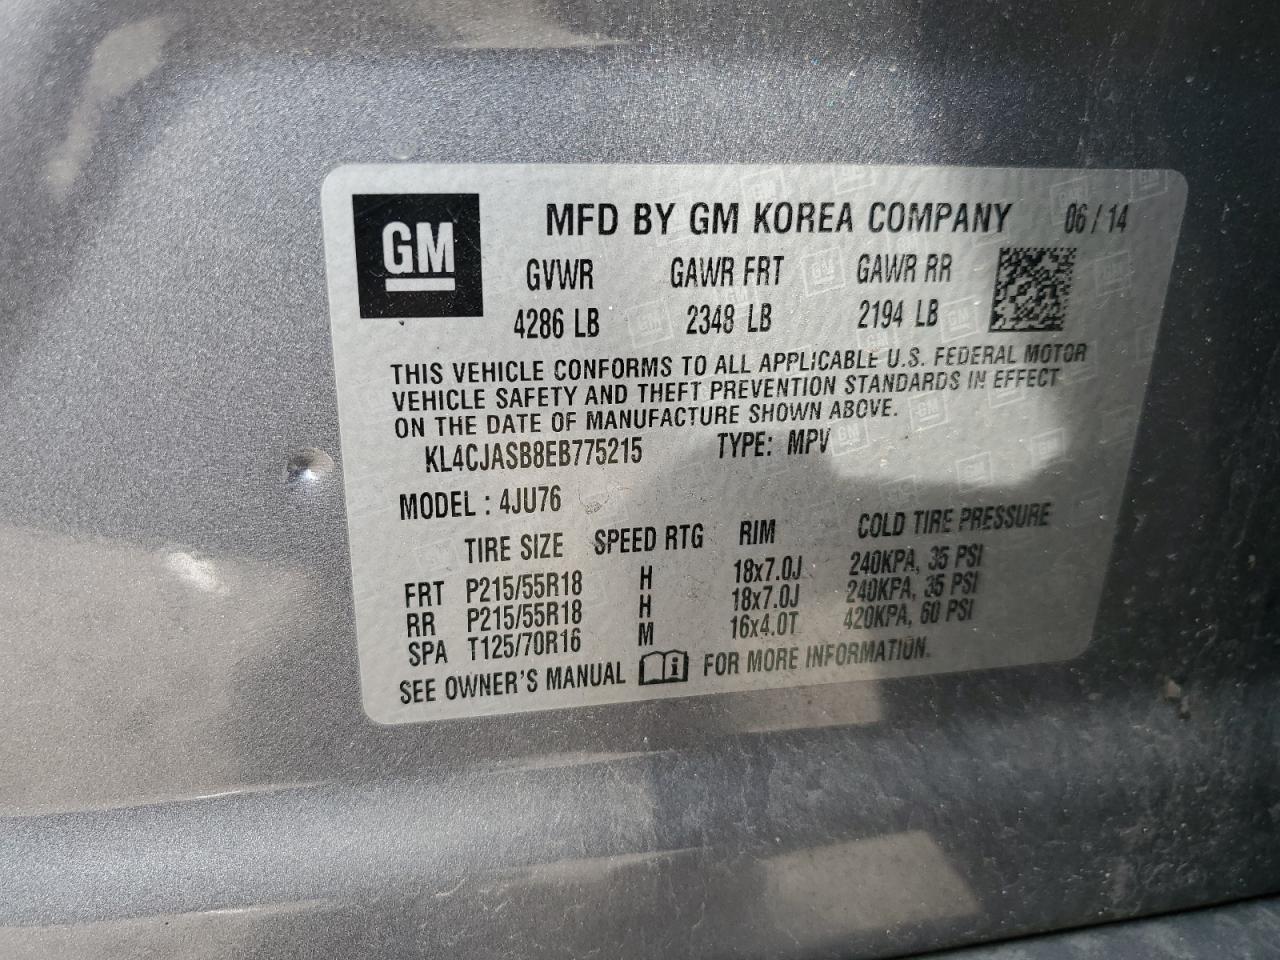 GM
MFD BY GM KOREA COMPANY 06 / 14
GVWR GAWR FRT GAWR RR
4286 LB 2348 LB 2194 LB
THIS VEHICLE CONFORMS TO ALL APPLICABLE U.S. FEDERAL MOTOR
VEHICLE SAFETY AND THEFT PREVENTION STANDARDS IN EFFECT
ON THE DATE OF MANUFACTURE SHOWN ABOVE.
KL4CJASB8EB775215 TYPE: MPV
MODEL : 4JU76
TIRE SIZE SPEED RTG RIM COLD TIRE PRESSURE
FRT P215/55R18 H 18x7.0J 240KPA, 35 PSI
RR P215/55R18 H 18x7.0J 240KPA, 35 PSI
SPA T125/70R16 M 16x4.0T 420KPA, 60 PSI
SEE OWNER'S MANUAL i FOR MORE INFORMATION.